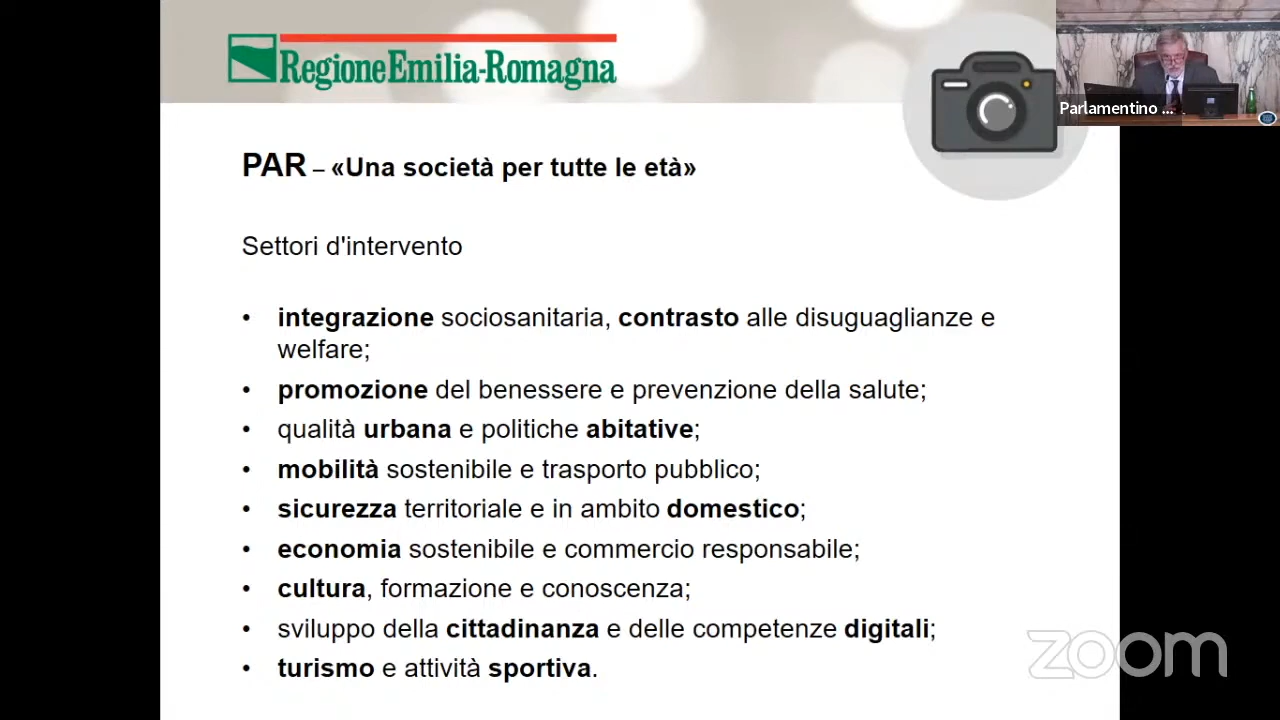 RegioneEmilia-Romagna
Parlamentino ...
PAR – «Una società per tutte le età»
Settori d'intervento
• integrazione sociosanitaria, contrasto alle disuguaglianze e
welfare;
• promozione del benessere e prevenzione della salute;
• qualità urbana e politiche abitative;
• mobilità sostenibile e trasporto pubblico;
• sicurezza territoriale e in ambito domestico;
• economia sostenibile e commercio responsabile;
• cultura, formazione e conoscenza;
• sviluppo della cittadinanza e delle competenze digitali;
• turismo e attività sportiva.
zoom